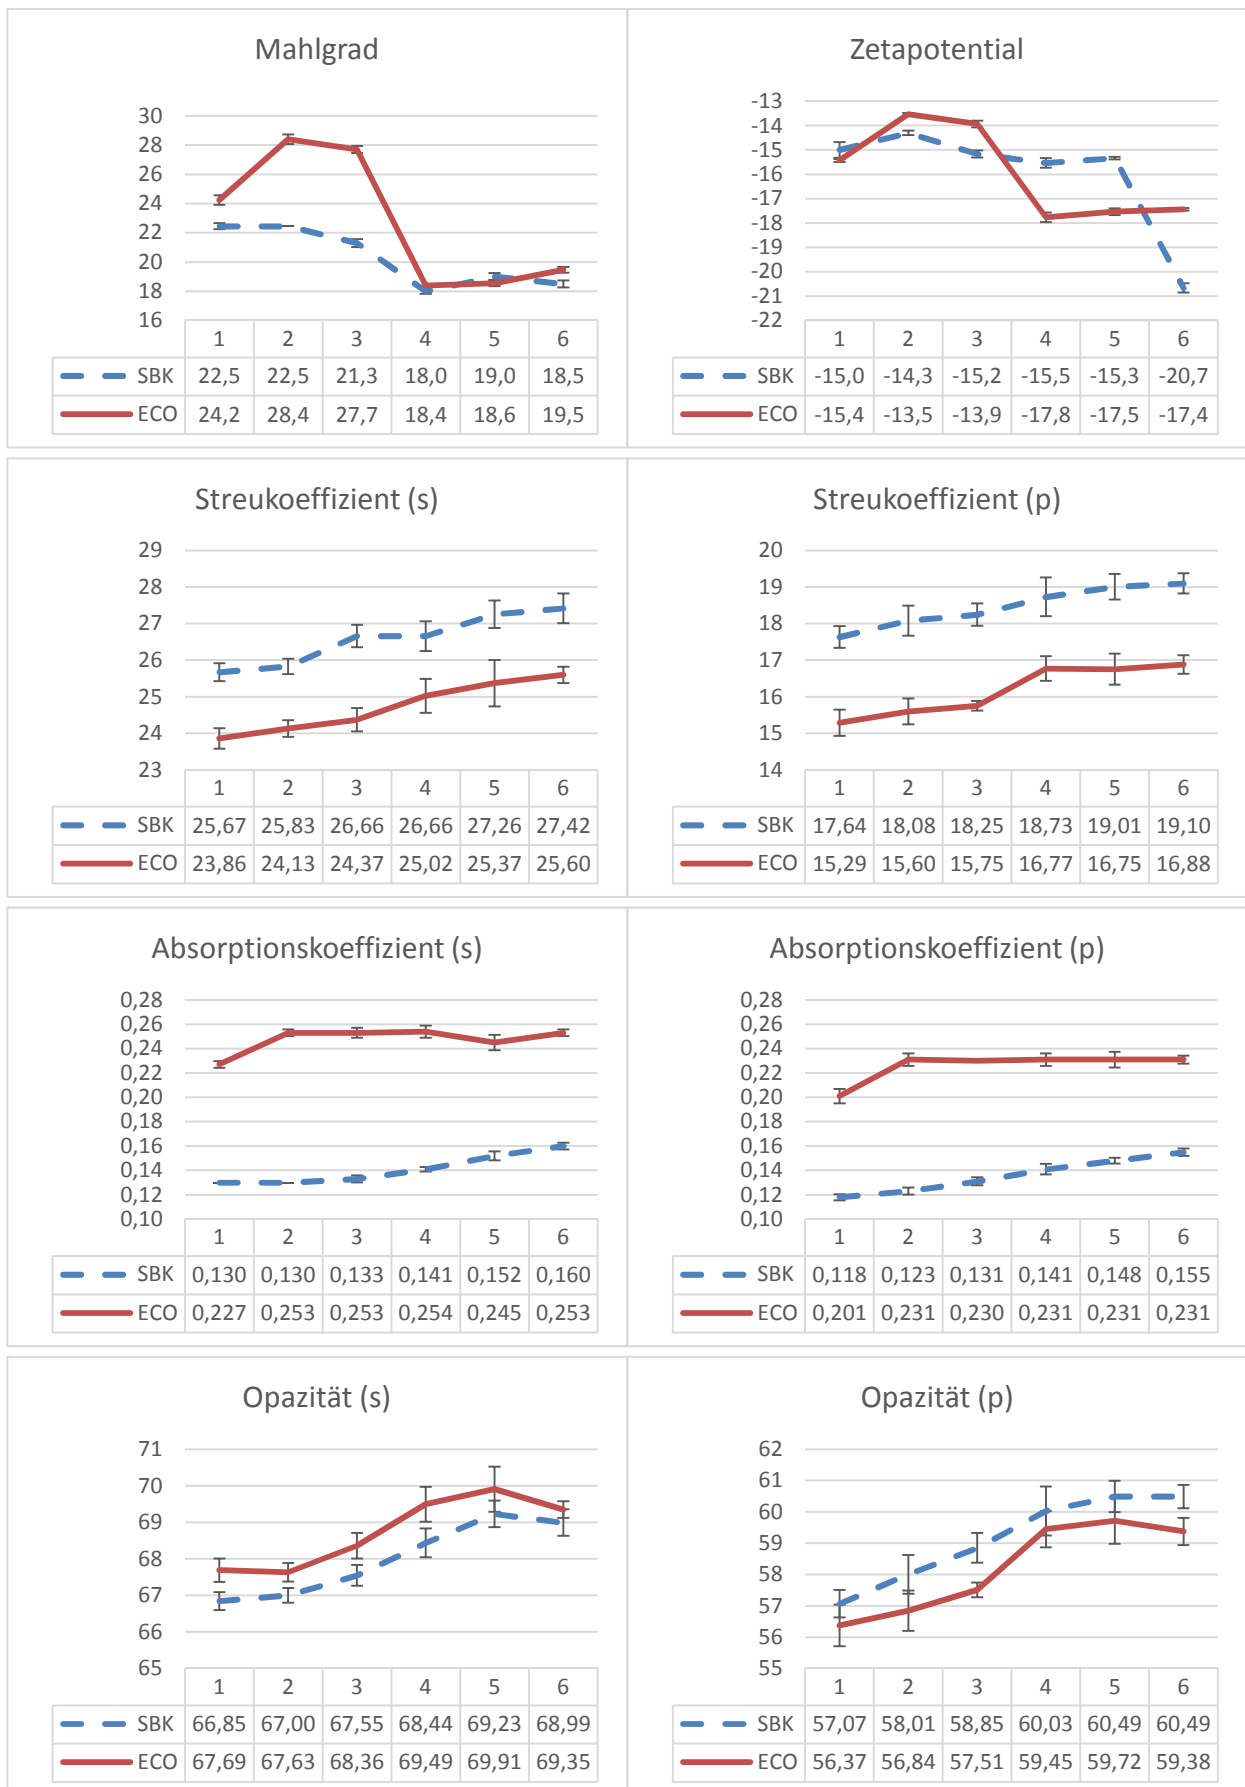 Mahlgrad
30
28
26
24
22
20
18
16
1 2 3 4 5 6
SBK 22,5 22,5 21,3 18,0 19,0 18,5
ECO 24,2 28,4 27,7 18,4 18,6 19,5
Zetapotential
-13
-14
-15
-16
-17
-18
-19
-20
-21
-22
1 2 3 4 5 6
SBK -15,0 -14,3 -15,2 -15,5 -15,3 -20,7
ECO -15,4 -13,5 -13,9 -17,8 -17,5 -17,4
Streukoeffizient (s)
29
28
27
26
25
24
23
1 2 3 4 5 6
SBK 25,67 25,83 26,66 26,66 27,26 27,42
ECO 23,86 24,13 24,37 25,02 25,37 25,60
Streukoeffizient (p)
20
19
18
17
16
15
14
1 2 3 4 5 6
SBK 17,64 18,08 18,25 18,73 19,01 19,10
ECO 15,29 15,60 15,75 16,77 16,75 16,88
Absorptionskoeffizient (s)
0,28
0,26
0,24
0,22
0,20
0,18
0,16
0,14
0,12
0,10
1 2 3 4 5 6
SBK 0,130 0,130 0,133 0,141 0,152 0,160
ECO 0,227 0,253 0,253 0,254 0,245 0,253
Absorptionskoeffizient (p)
0,28
0,26
0,24
0,22
0,20
0,18
0,16
0,14
0,12
0,10
1 2 3 4 5 6
SBK 0,118 0,123 0,131 0,141 0,148 0,155
ECO 0,201 0,231 0,230 0,231 0,231 0,231
Opazität (s)
71
70
69
68
67
66
65
1 2 3 4 5 6
SBK 66,85 67,00 67,55 68,44 69,23 68,99
ECO 67,69 67,63 68,36 69,49 69,91 69,35
Opazität (p)
62
61
60
59
58
57
56
55
1 2 3 4 5 6
SBK 57,07 58,01 58,85 60,03 60,49 60,49
ECO 56,37 56,84 57,51 59,45 59,72 59,38